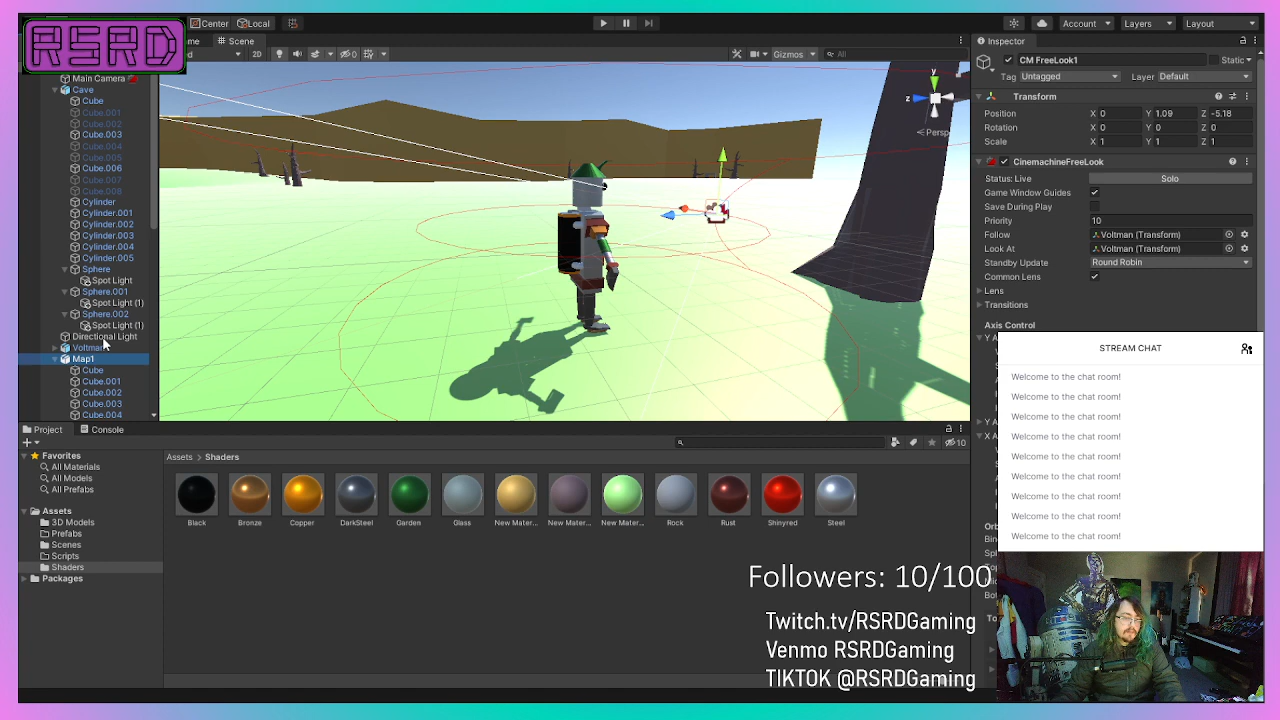 RSRD
Center
Local
Account
Layers
Layout
Scene
2D
0
Gizmos
All
y
z
Persp
Main Camera
Cave
Cube
Cube.001
Cube.002
Cube.003
Cube.004
Cube.005
Cube.006
Cube.007
Cube.008
Cylinder
Cylinder.001
Cylinder.002
Cylinder.003
Cylinder.004
Cylinder.005
Sphere
Spot Light
Sphere.001
Spot Light (1)
Sphere.002
Spot Light (1)
Directional Light
Voltman
Map1
Cube
Cube.001
Cube.002
Cube.003
Cube.004
Inspector
CM FreeLook1
Static
Tag Untagged
Layer Default
Transform
Position X 0 Y 1.09 Z -5.18
Rotation X 0 Y 0 Z 0
Scale X 1 Y 1 Z 1
CinemachineFreeLook
Status: Live
Solo
Game Window Guides
Save During Play
Priority 10
Follow Voltman (Transform)
Look At Voltman (Transform)
Standby Update Round Robin
Common Lens
Lens
Transitions
Axis Control
STREAM CHAT
Welcome to the chat room!
Welcome to the chat room!
Welcome to the chat room!
Welcome to the chat room!
Welcome to the chat room!
Welcome to the chat room!
Welcome to the chat room!
Welcome to the chat room!
Welcome to the chat room!
Project
Console
10
Favorites
All Materials
All Models
All Prefabs
Assets
3D Models
Prefabs
Scenes
Scripts
Shaders
Packages
Assets > Shaders
Black
Bronze
Copper
DarkSteel
Garden
Glass
New Mater...
New Mater...
New Mater...
Rock
Rust
Shinyred
Steel
Followers: 10/100
Twitch.tv/RSRDGaming
Venmo RSRDGaming
TIKTOK @RSRDGaming